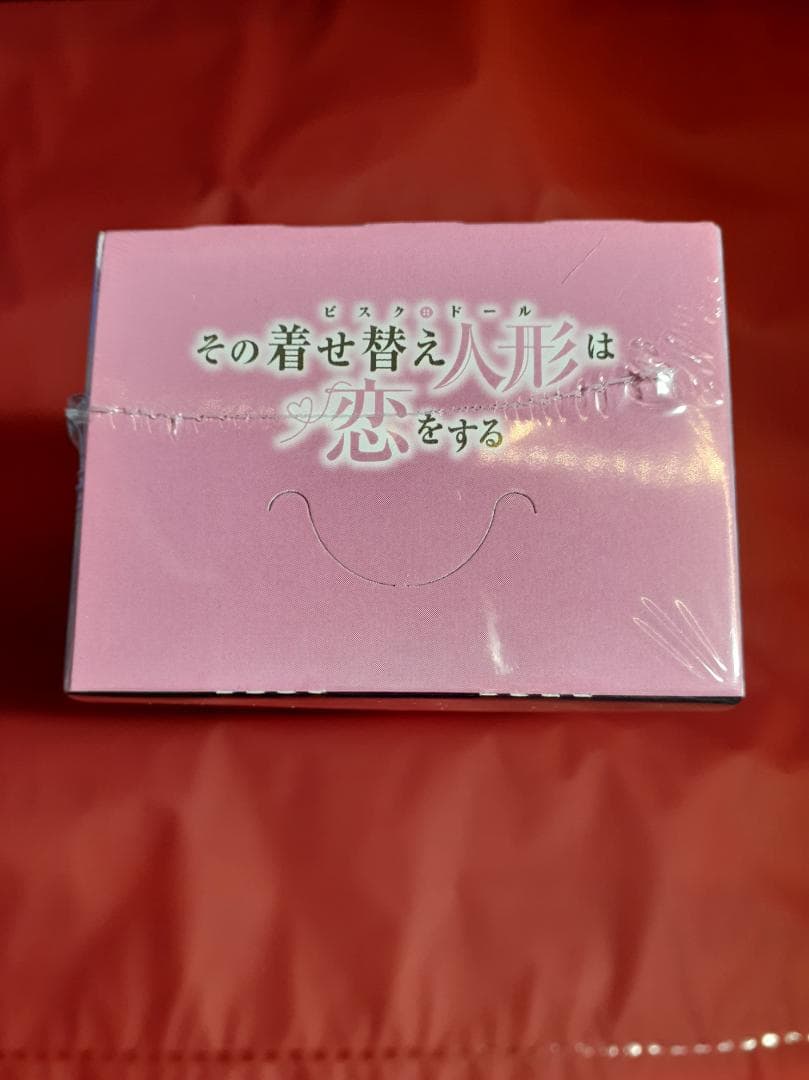 ビスク・ドール
その着せ替え人形は
恋をする